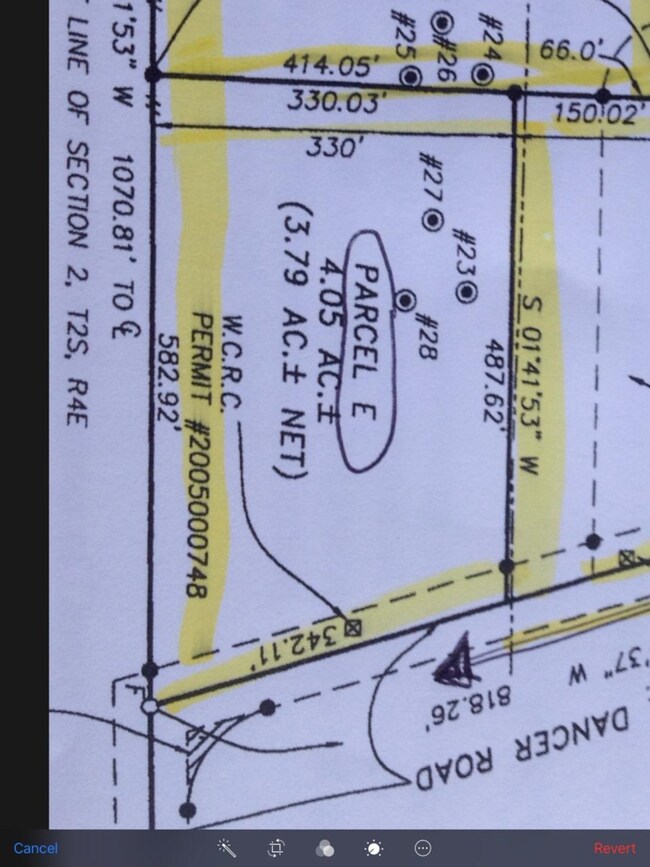 #24
#26
#25
66.0'
414.05'
330.03'
150.02'
330'
#27
#23
#28
PARCEL E
4.05 AC.±
(3.79 AC.± NET)
W.C.R.C.
PERMIT #2005000748
582.92'
487.62'
S 01°41'53" W
1'53" W 1070.81' TO ℄
LINE OF SECTION 2, T2S, R4E
342.11'
818.26'
'37" W
DANCER ROAD
F
Cancel
Revert